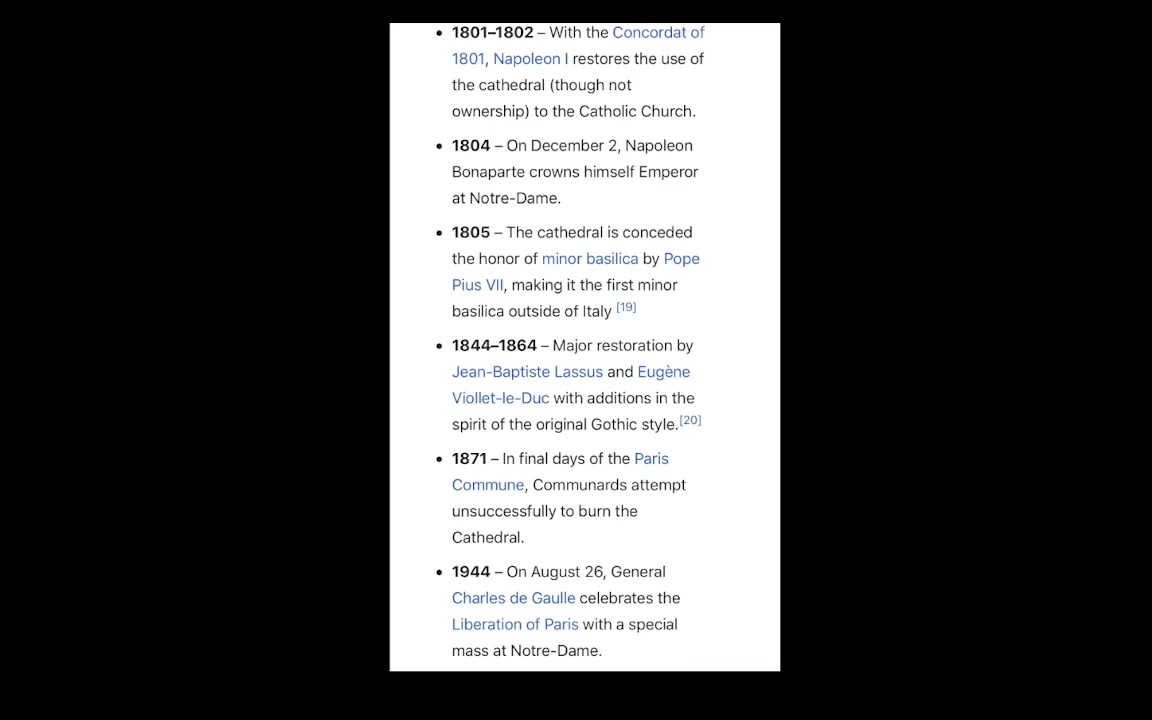 • 1801–1802 – With the Concordat of
1801, Napoleon I restores the use of
the cathedral (though not
ownership) to the Catholic Church.
• 1804 – On December 2, Napoleon
Bonaparte crowns himself Emperor
at Notre-Dame.
• 1805 – The cathedral is conceded
the honor of minor basilica by Pope
Pius VII, making it the first minor
basilica outside of Italy [19]
• 1844–1864 – Major restoration by
Jean-Baptiste Lassus and Eugène
Viollet-le-Duc with additions in the
spirit of the original Gothic style.[20]
• 1871 – In final days of the Paris
Commune, Communards attempt
unsuccessfully to burn the
Cathedral.
• 1944 – On August 26, General
Charles de Gaulle celebrates the
Liberation of Paris with a special
mass at Notre-Dame.